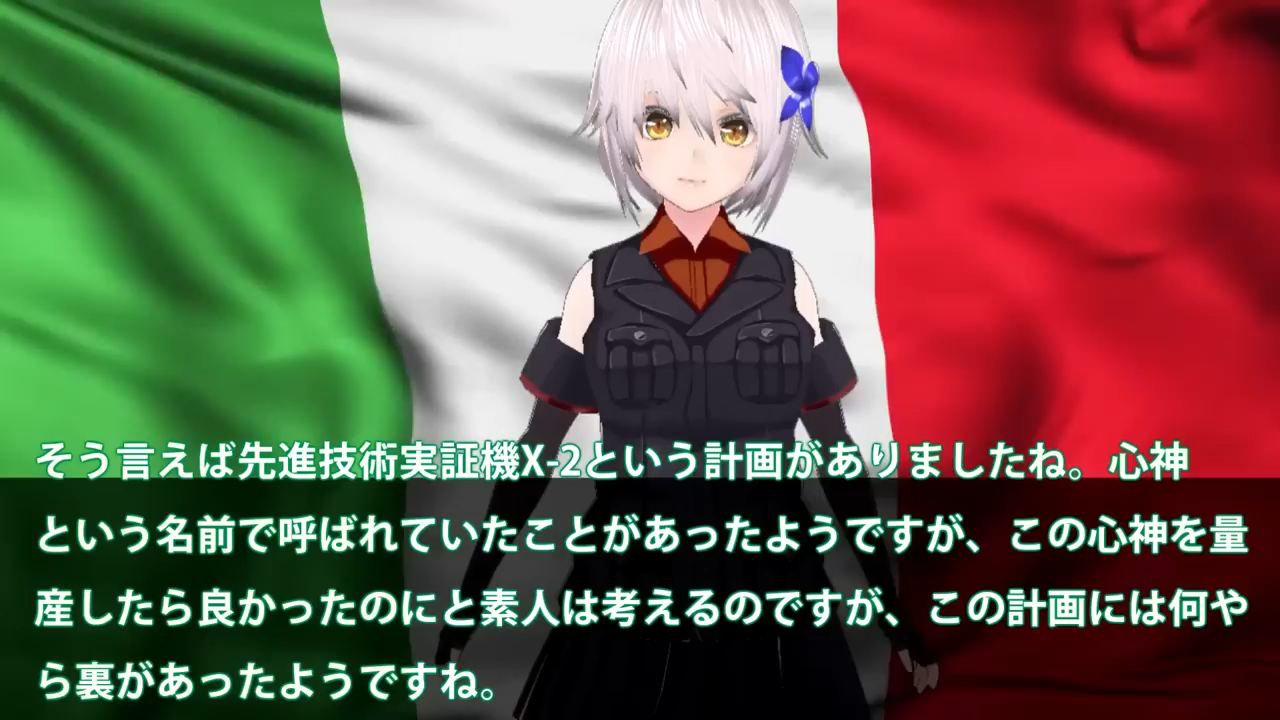 そう言えば先進技術実証機X-2という計画がありましたね。心神
という名前で呼ばれていたことがあったようですが、この心神を量
産したら良かったのにと素人は考えるのですが、この計画には何や
ら裏があったようですね。